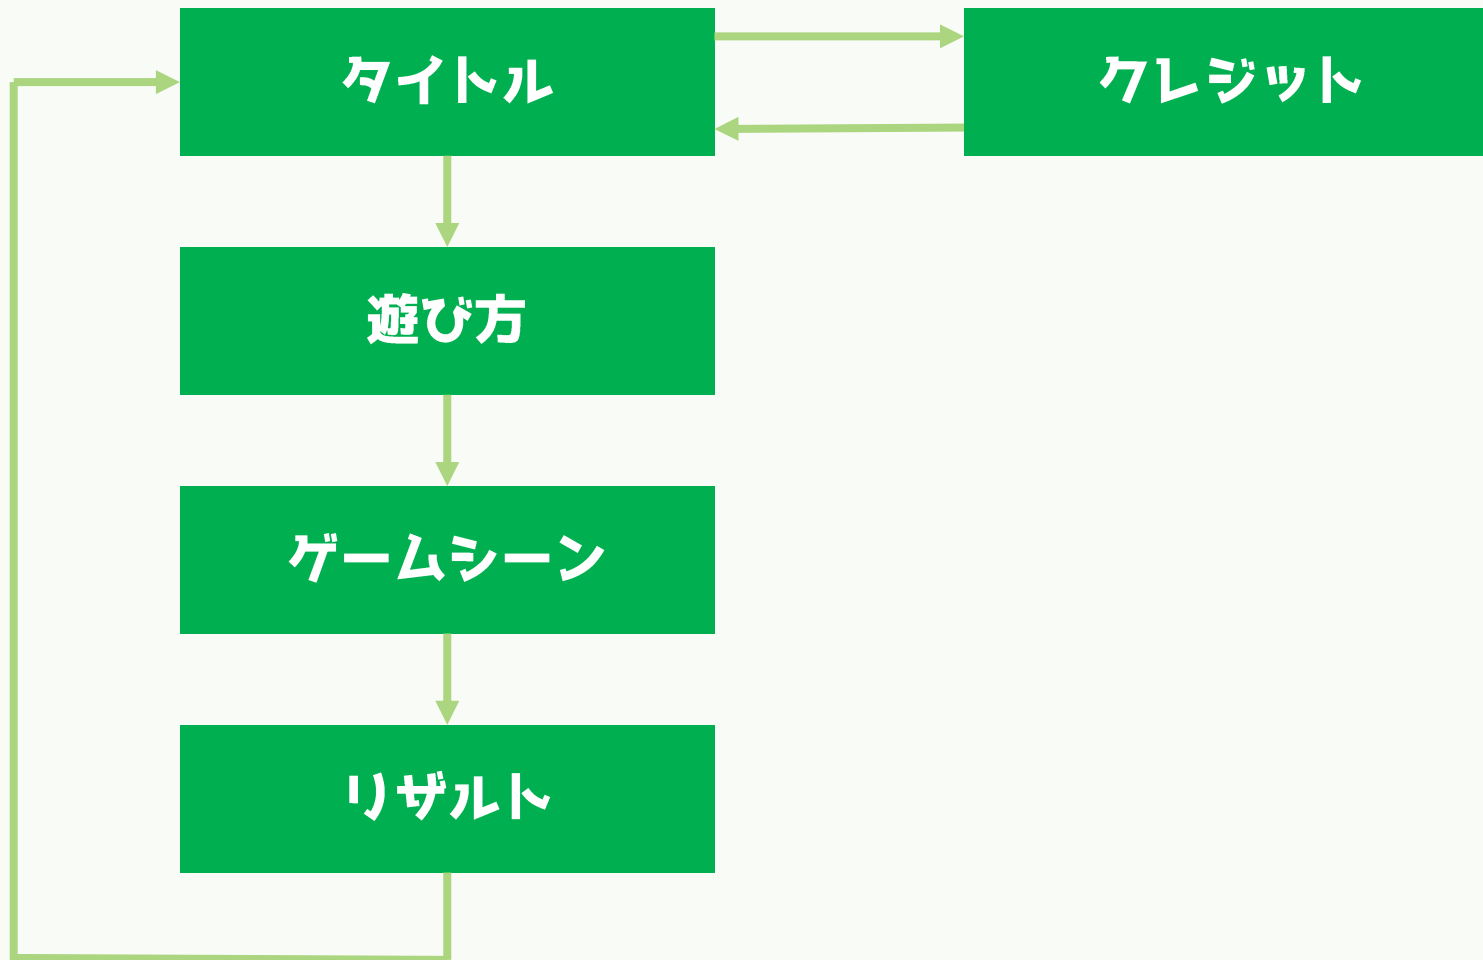 タイトル
クレジット
遊び方
ゲームシーン
リザルト